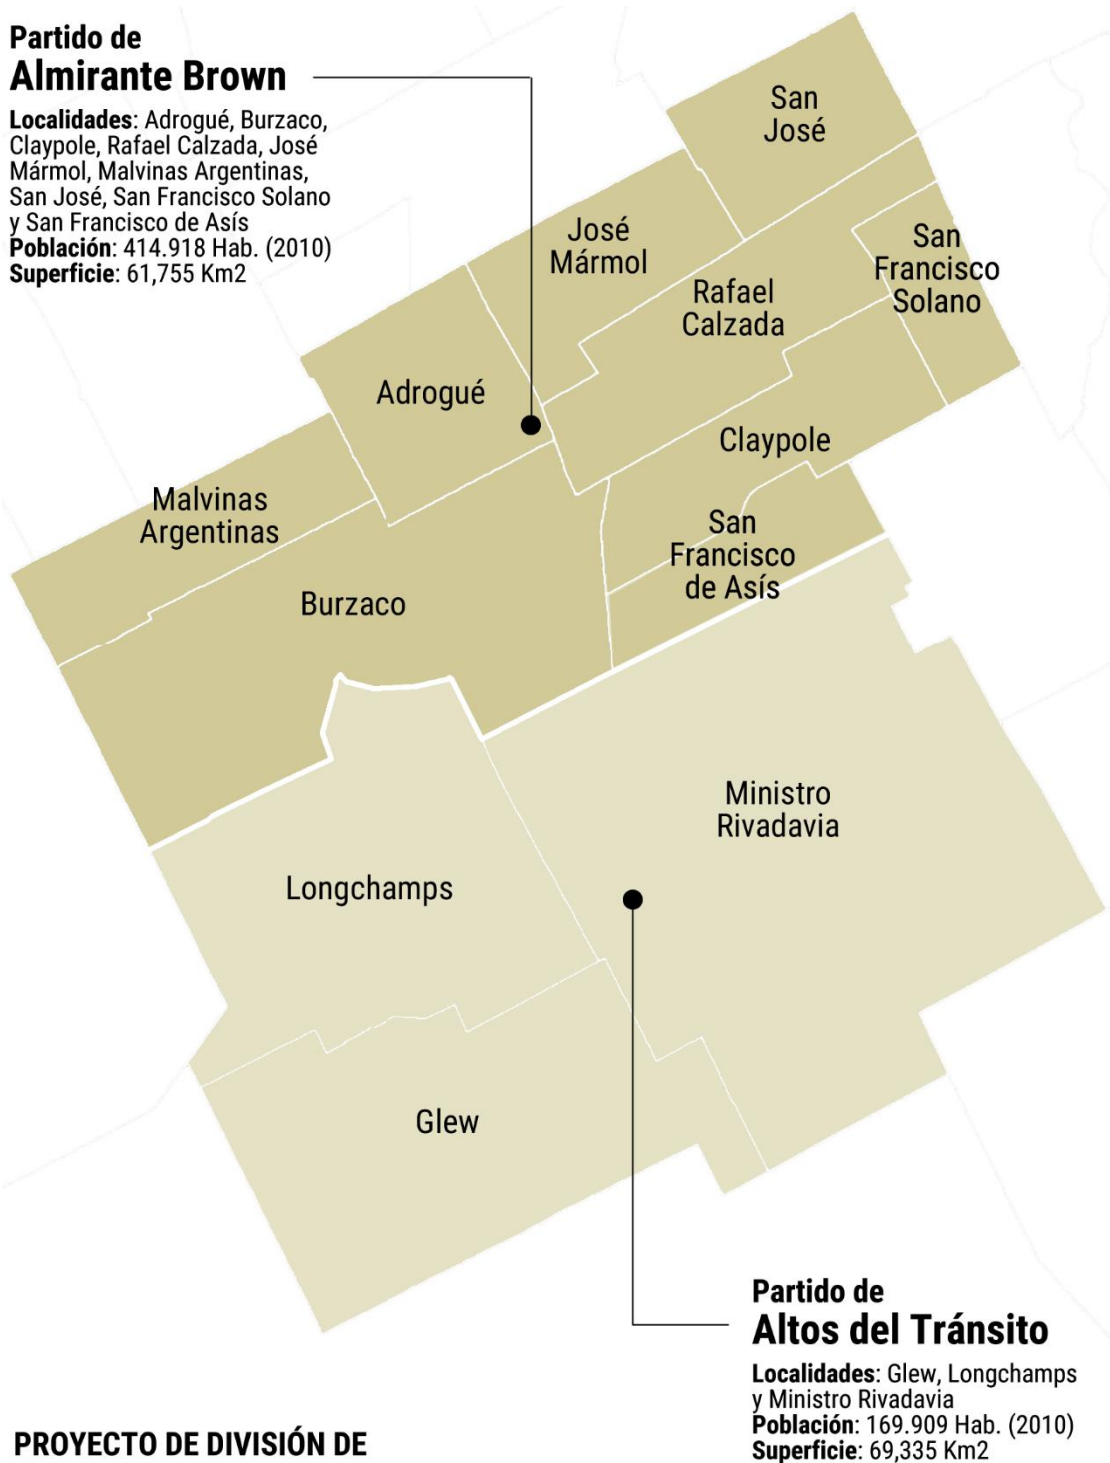 Partido de
Almirante Brown
Localidades: Adrogué, Burzaco,
Claypole, Rafael Calzada, José
Mármol, Malvinas Argentinas,
San José, San Francisco Solano
y San Francisco de Asís
Población: 414.918 Hab. (2010)
Superficie: 61,755 Km2
San
José
José
Mármol
San
Francisco
Solano
Rafael
Calzada
Adrogué
Claypole
Malvinas
Argentinas
San
Francisco
de Asís
Burzaco
Ministro
Rivadavia
Longchamps
Glew
Partido de
Altos del Tránsito
Localidades: Glew, Longchamps
y Ministro Rivadavia
Población: 169.909 Hab. (2010)
Superficie: 69,335 Km2
PROYECTO DE DIVISIÓN DE